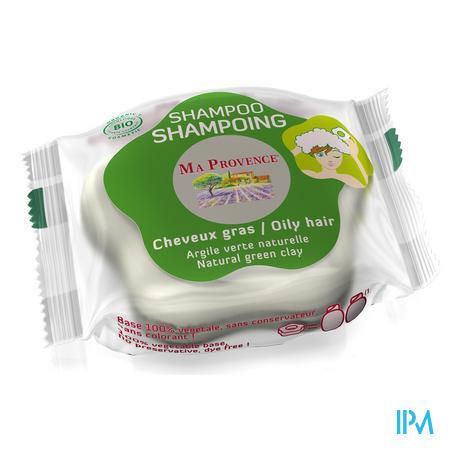 BIO
SHAMPOO
SHAMPOING
MA PROVENCE
Cheveux gras / Oily hair
Argile verte naturelle
Natural green clay
Base 100% végétale, sans conservateur,
sans colorant !
100% vegetable base,
no preservative, dye free !
IPM